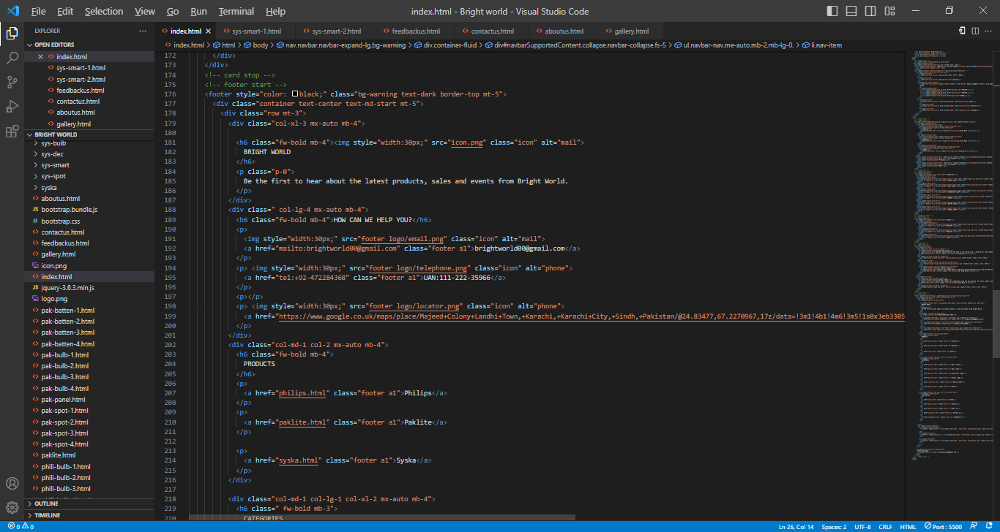 File Edit Selection View Go Run Terminal Help
index.html - Bright world - Visual Studio Code
EXPLORER
OPEN EDITORS
index.html
sys-smart-1.html
sys-smart-2.html
feedbackus.html
contactus.html
aboutus.html
gallery.html
BRIGHT WORLD
sys-bulb
sys-dec
sys-smart
sys-spot
syska
aboutus.html
bootstrap.bundle.js
bootstrap.css
contactus.html
feedbackus.html
gallery.html
icon.png
index.html
jquery-3.6.3.min.js
logo.png
pak-batten-1.html
pak-batten-2.html
pak-batten-3.html
pak-batten-4.html
pak-bulb-1.html
pak-bulb-2.html
pak-bulb-3.html
pak-bulb-4.html
pak-panel.html
pak-spot-1.html
pak-spot-2.html
pak-spot-3.html
pak-spot-4.html
paklite.html
phili-bulb-1.html
phili-bulb-2.html
phili-bulb-3.html
OUTLINE
TIMELINE
index.html sys-smart-1.html sys-smart-2.html feedbackus.html contactus.html aboutus.html gallery.html
index.html > html > body > nav.navbar.navbar-expand-lg.bg-warning > div.container-fluid > div#navbarSupportedContent.collapse.navbar-collapse.fs-5 > ul.navbar-nav.me-auto.mb-2.mb-lg-0. > li.nav-item
172 </div>
173 </div>
174 <!-- card stop -->
175 <!-- footer start -->
176 <footer style="color: black;" class="bg-warning text-dark border-top mt-5">
177 <div class="container text-center text-md-start mt-5">
178 <div class="row mt-3">
179 <div class="col-xl-3 mx-auto mb-4">
180
181 <h6 class="fw-bold mb-4"><img style="width:30px;" src="icon.png" class="icon" alt="mail">
182 BRIGHT WORLD
183 </h6>
184 <p class="p-0">
185 Be the first to hear about the latest products, sales and events from Bright World.
186 </p>
187 </div>
188 <div class=" col-lg-4 mx-auto mb-4">
189 <h6 class="fw-bold mb-4">HOW CAN WE HELP YOU?</h6>
190 <p>
191 <img style="width:30px;" src="footer logo/email.png" class="icon" alt="mail">
192 <a href="mailto:brightworld00@gmail.com" class="footer a1">brightworld00@gmail.com</a>
193 </p>
194 <p> <img style="width:30px;" src="footer logo/telephone.png" class="icon" alt="phone">
195 <a href="tel:+92-472284368" class="footer a1">UAN:111-222-35966</a>
196 </p>
197 <p></p>
198 <p> <img style="width:30px;" src="footer logo/locator.png" class="icon" alt="phone">
199 <a href="https://www.google.co.uk/maps/place/Majeed+Colony+Landhi+Town,+Karachi,+Karachi+City,+Sindh,+Pakistan/@24.83477,67.2270967,17z/data=!3m1!4b1!4m6!3m5!1s0x3eb3305
200 </p>
201 </div>
202 <div class="col-md-1 col-2 mx-auto mb-4">
203 <h6 class="fw-bold mb-4">
204 PRODUCTS
205 </h6>
206 <p>
207 <a href="philips.html" class="footer a1">Philips</a>
208 </p>
209 <p>
210 <a href="paklite.html" class="footer a1">Paklite</a>
211 </p>
212
213 <p>
214 <a href="syska.html" class="footer a1">Syska</a>
215 </p>
216 </div>
217
218 <div class="col-md-1 col-lg-1 col-xl-2 mx-auto mb-4">
219 <h6 class=" fw-bold mb-3">
220 CATEGORIES
0 0 Ln 26, Col 14 Spaces: 2 UTF-8 CRLF HTML Port : 5500